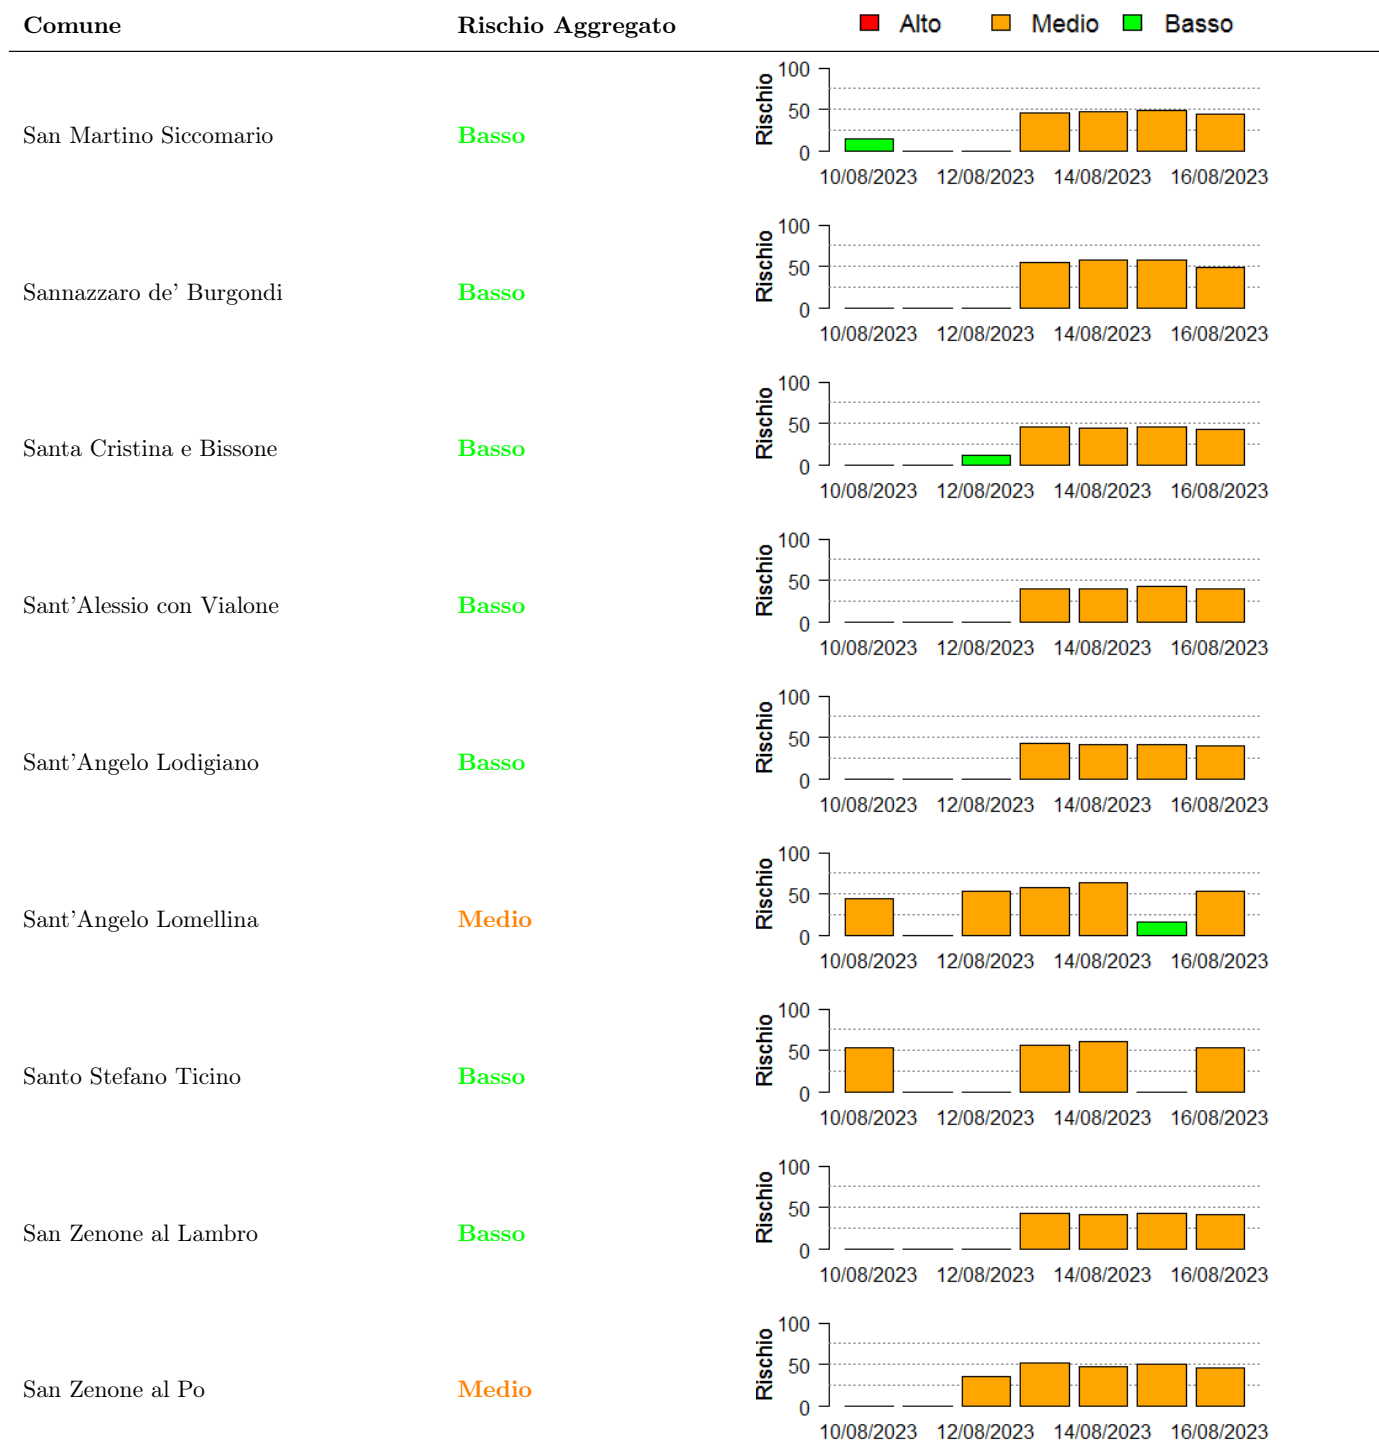 Comune Rischio Aggregato Alto Medio Basso
100
50
0
Rischio
San Martino Siccomario Basso
10/08/2023 12/08/2023 14/08/2023 16/08/2023
100
50
0
Rischio
Sannazzaro de' Burgondi Basso
10/08/2023 12/08/2023 14/08/2023 16/08/2023
100
50
0
Rischio
Santa Cristina e Bissone Basso
10/08/2023 12/08/2023 14/08/2023 16/08/2023
100
50
0
Rischio
Sant'Alessio con Vialone Basso
10/08/2023 12/08/2023 14/08/2023 16/08/2023
100
50
0
Rischio
Sant'Angelo Lodigiano Basso
10/08/2023 12/08/2023 14/08/2023 16/08/2023
100
50
0
Rischio
Sant'Angelo Lomellina Medio
10/08/2023 12/08/2023 14/08/2023 16/08/2023
100
50
0
Rischio
Santo Stefano Ticino Basso
10/08/2023 12/08/2023 14/08/2023 16/08/2023
100
50
0
Rischio
San Zenone al Lambro Basso
10/08/2023 12/08/2023 14/08/2023 16/08/2023
100
50
0
Rischio
San Zenone al Po Medio
10/08/2023 12/08/2023 14/08/2023 16/08/2023